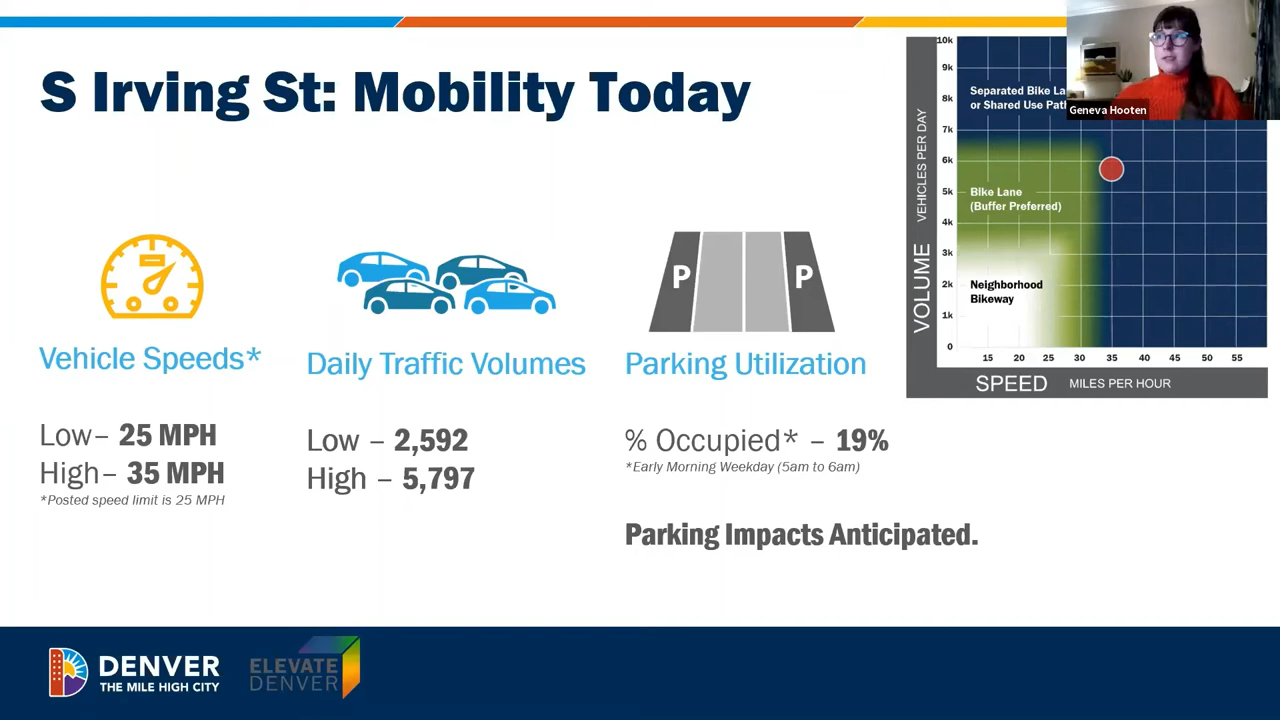 S Irving St: Mobility Today
Vehicle Speeds*
Low– 25 MPH
High– 35 MPH
*Posted speed limit is 25 MPH
Daily Traffic Volumes
Low – 2,592
High – 5,797
P P
Parking Utilization
% Occupied* – 19%
*Early Morning Weekday (5am to 6am)
Parking Impacts Anticipated.
Geneva Hooten
VOLUME VEHICLES PER DAY
10k
9k
8k
7k
6k
5k
4k
3k
2k
1k
0
Separated Bike La
or Shared Use Path
Bike Lane
(Buffer Preferred)
Neighborhood
Bikeway
15 20 25 30 35 40 45 50 55
SPEED MILES PER HOUR
DENVER
THE MILE HIGH CITY
ELEVATE
DENVER